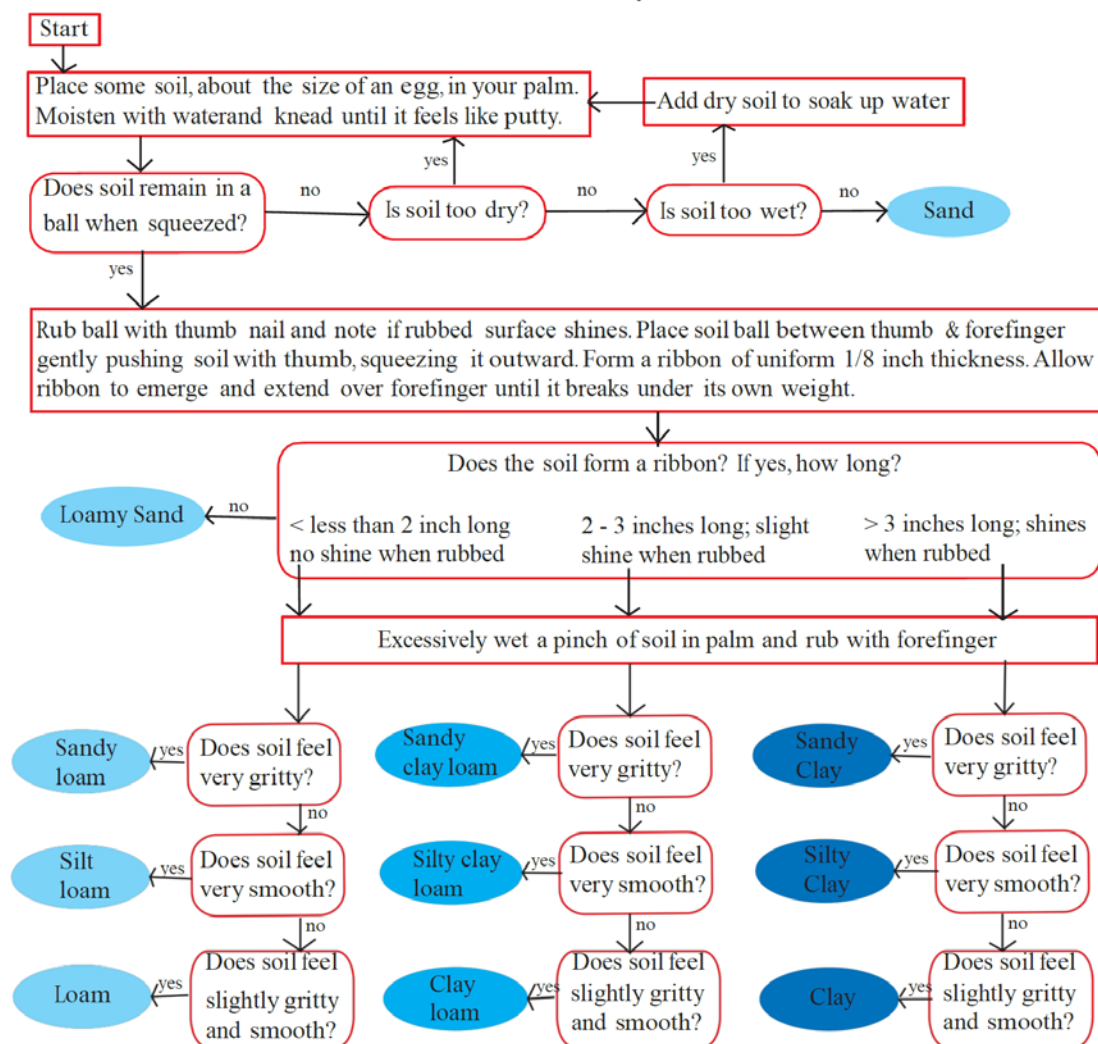 Start
Place some soil, about the size of an egg, in your palm.
Moisten with waterand knead until it feels like putty.
Add dry soil to soak up water
yes
yes
Does soil remain in a
ball when squeezed?
no
Is soil too dry?
no
Is soil too wet?
no
Sand
yes
Rub ball with thumb nail and note if rubbed surface shines. Place soil ball between thumb & forefinger
gently pushing soil with thumb, squeezing it outward. Form a ribbon of uniform 1/8 inch thickness. Allow
ribbon to emerge and extend over forefinger until it breaks under its own weight.
Does the soil form a ribbon? If yes, how long?
Loamy Sand
no
< less than 2 inch long
no shine when rubbed
2 - 3 inches long; slight
shine when rubbed
> 3 inches long; shines
when rubbed
Excessively wet a pinch of soil in palm and rub with forefinger
Sandy
loam
yes
Does soil feel
very gritty?
Sandy
clay loam
yes
Does soil feel
very gritty?
Sandy
Clay
yes
Does soil feel
very gritty?
no
no
no
Silt
loam
yes
Does soil feel
very smooth?
Silty clay
loam
yes
Does soil feel
very smooth?
Silty
Clay
yes
Does soil feel
very smooth?
no
no
no
Loam
yes
Does soil feel
slightly gritty
and smooth?
Clay
loam
yes
Does soil feel
slightly gritty
and smooth?
Clay
yes
Does soil feel
slightly gritty
and smooth?